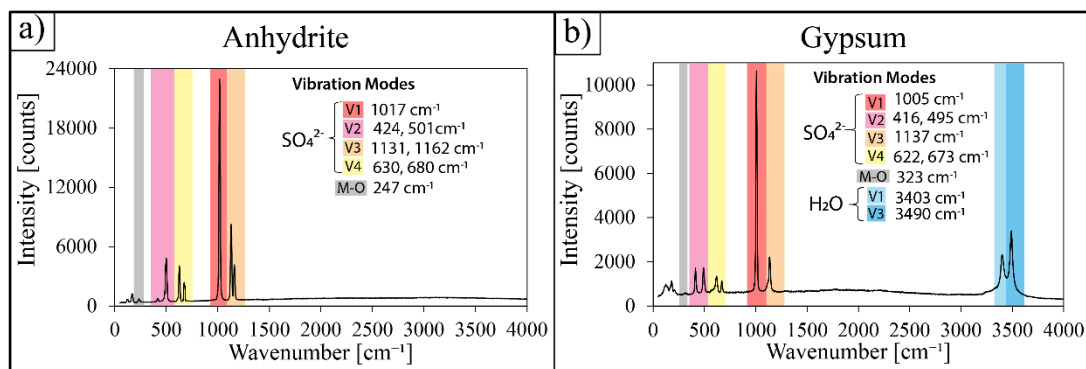 a)
Anhydrite
Intensity [counts]
24000
18000
12000
6000
0
Vibration Modes
SO₄²⁻
V1 1017 cm⁻¹
V2 424, 501cm⁻¹
V3 1131, 1162 cm⁻¹
V4 630, 680 cm⁻¹
M-O 247 cm⁻¹
0 500 1000 1500 2000 2500 3000 3500 4000
Wavenumber [cm⁻¹]
b)
Gypsum
Intensity [counts]
10000
8000
6000
4000
2000
0
Vibration Modes
SO₄²⁻
V1 1005 cm⁻¹
V2 416, 495 cm⁻¹
V3 1137 cm⁻¹
V4 622, 673 cm⁻¹
M-O 323 cm⁻¹
H₂O
V1 3403 cm⁻¹
V3 3490 cm⁻¹
0 500 1000 1500 2000 2500 3000 3500 4000
Wavenumber [cm⁻¹]